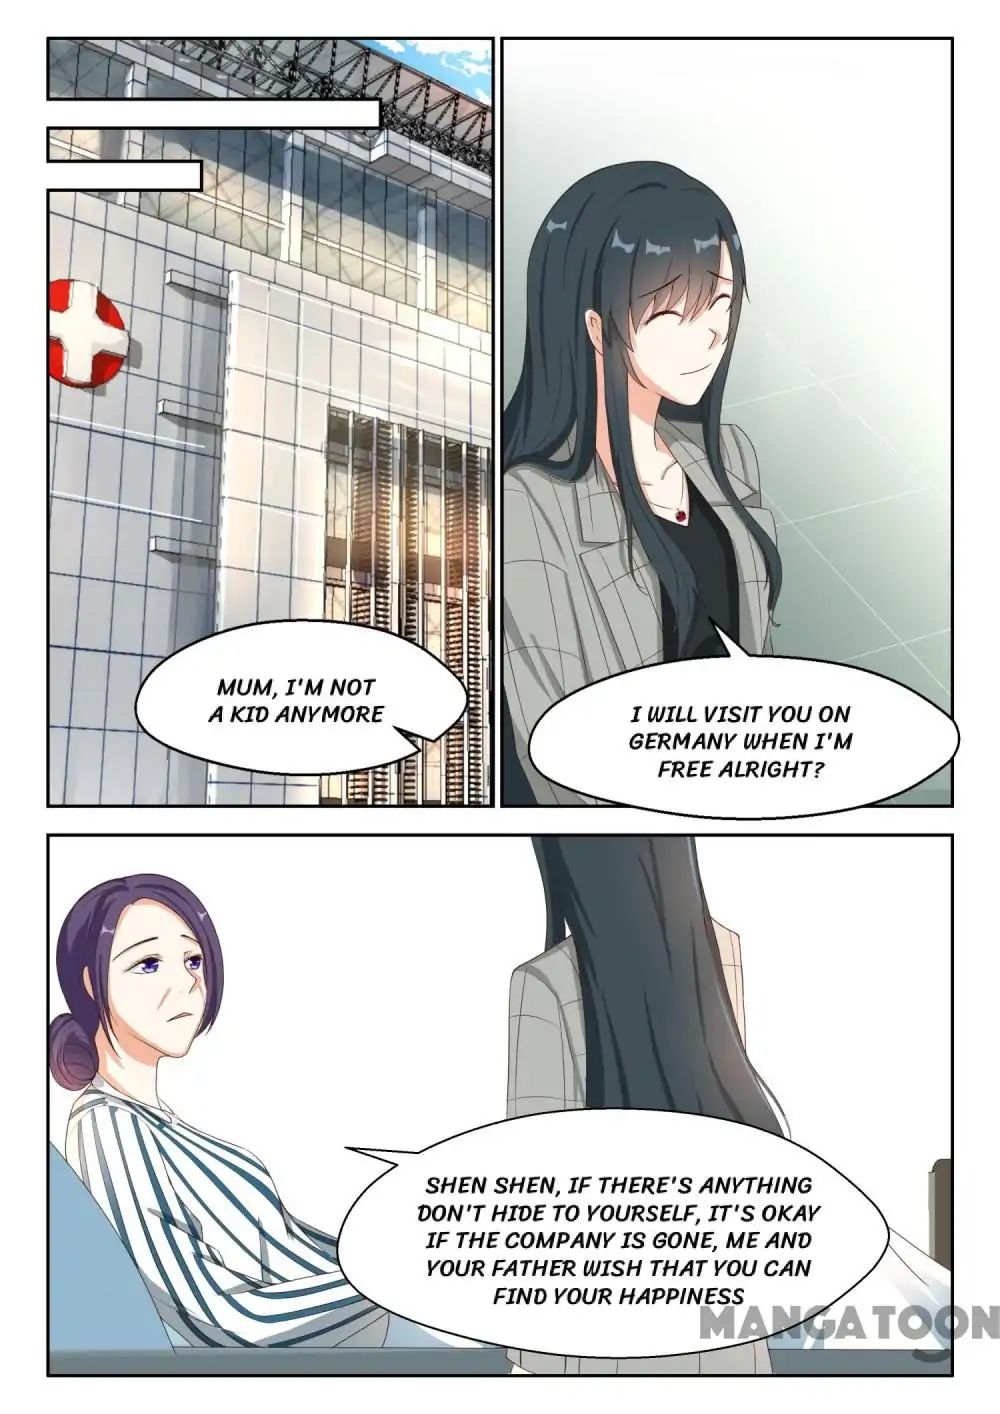 MUM, I'M NOT
A KID ANYMORE
I WILL VISIT YOU ON
GERMANY WHEN I'M
FREE ALRIGHT?
SHEN SHEN, IF THERE'S ANYTHING
DON'T HIDE TO YOURSELF, IT'S OKAY
IF THE COMPANY IS GONE, ME AND
YOUR FATHER WISH THAT YOU CAN
FIND YOUR HAPPINESS
MANGATOON